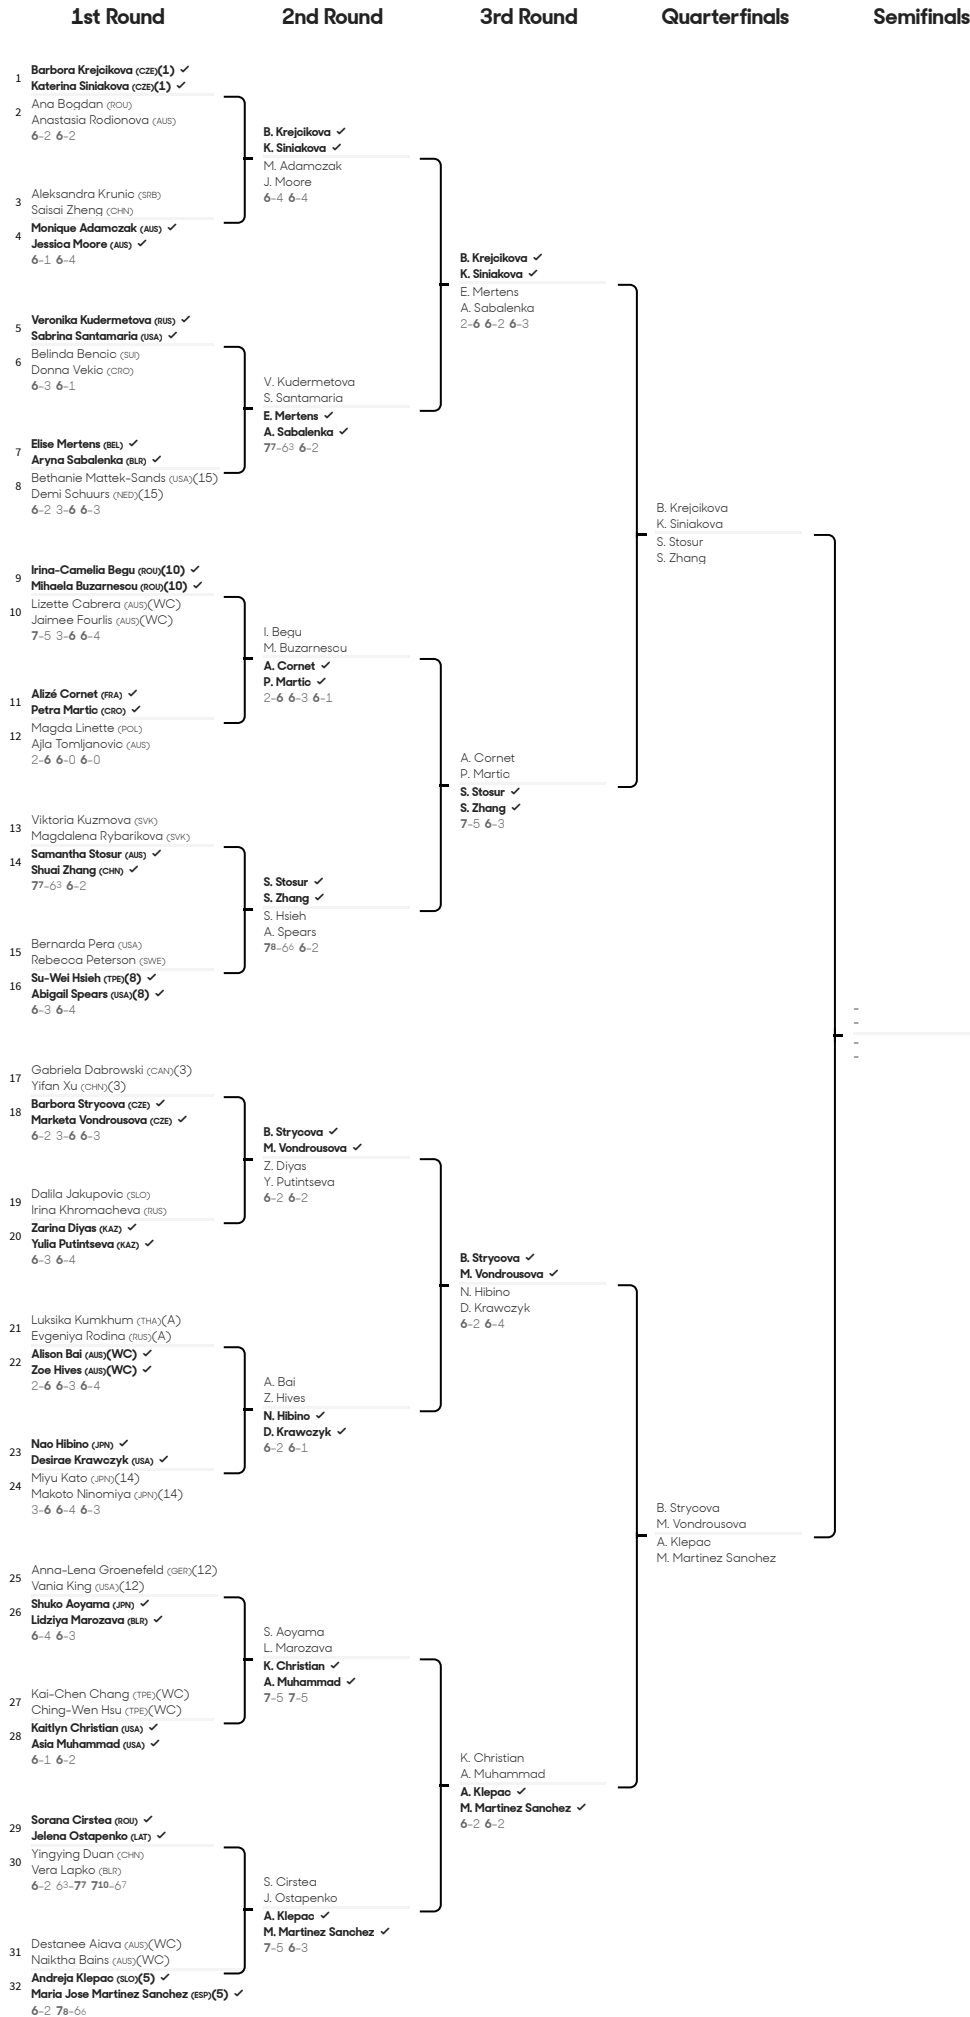 1st Round
2nd Round
3rd Round
Quarterfinals
Semifinals
1
Barbora Krejcikova (CZE)(1) ✓
Katerina Siniakova (CZE)(1) ✓
2
Ana Bogdan (ROU)
Anastasia Rodionova (AUS)
6-2 6-2
3
Aleksandra Krunic (SRB)
Saisai Zheng (CHN)
4
Monique Adamczak (AUS) ✓
Jessica Moore (AUS) ✓
6-1 6-4
5
Veronika Kudermetova (RUS) ✓
Sabrina Santamaria (USA) ✓
6
Belinda Bencic (SUI)
Donna Vekic (CRO)
6-3 6-1
7
Elise Mertens (BEL) ✓
Aryna Sabalenka (BLR) ✓
8
Bethanie Mattek-Sands (USA)(15)
Demi Schuurs (NED)(15)
6-2 3-6 6-3
9
Irina-Camelia Begu (ROU)(10) ✓
Mihaela Buzarnescu (ROU)(10) ✓
10
Lizette Cabrera (AUS)(WC)
Jaimee Fourlis (AUS)(WC)
7-5 3-6 6-4
11
Alizé Cornet (FRA) ✓
Petra Martic (CRO) ✓
12
Magda Linette (POL)
Ajla Tomljanovic (AUS)
2-6 6-0 6-0
13
Viktoria Kuzmova (SVK)
Magdalena Rybarikova (SVK)
14
Samantha Stosur (AUS) ✓
Shuai Zhang (CHN) ✓
7⁷-6³ 6-2
15
Bernarda Pera (USA)
Rebecca Peterson (SWE)
16
Su-Wei Hsieh (TPE)(8) ✓
Abigail Spears (USA)(8) ✓
6-3 6-4
17
Gabriela Dabrowski (CAN)(3)
Yifan Xu (CHN)(3)
18
Barbora Strycova (CZE) ✓
Marketa Vondrousova (CZE) ✓
6-2 3-6 6-3
19
Dalila Jakupovic (SLO)
Irina Khromacheva (RUS)
20
Zarina Diyas (KAZ) ✓
Yulia Putintseva (KAZ) ✓
6-3 6-4
21
Luksika Kumkhum (THA)(A)
Evgeniya Rodina (RUS)(A)
22
Alison Bai (AUS)(WC) ✓
Zoe Hives (AUS)(WC) ✓
2-6 6-3 6-4
23
Nao Hibino (JPN) ✓
Desirae Krawczyk (USA) ✓
24
Miyu Kato (JPN)(14)
Makoto Ninomiya (JPN)(14)
3-6 6-4 6-3
25
Anna-Lena Groenefeld (GER)(12)
Vania King (USA)(12)
26
Shuko Aoyama (JPN) ✓
Lidziya Marozava (BLR) ✓
6-4 6-3
27
Kai-Chen Chang (TPE)(WC)
Ching-Wen Hsu (TPE)(WC)
28
Kaitlyn Christian (USA) ✓
Asia Muhammad (USA) ✓
6-1 6-2
29
Sorana Cirstea (ROU) ✓
Jelena Ostapenko (LAT) ✓
30
Yingying Duan (CHN)
Vera Lapko (BLR)
6-2 6³-7⁷ 7¹⁰-6⁷
31
Destanee Aiava (AUS)(WC)
Naiktha Bains (AUS)(WC)
32
Andreja Klepac (SLO)(5) ✓
Maria Jose Martinez Sanchez (ESP)(5) ✓
6-2 7⁸-6⁶
B. Krejcikova ✓
K. Siniakova ✓
M. Adamczak
J. Moore
6-4 6-4
V. Kudermetova
S. Santamaria
E. Mertens ✓
A. Sabalenka ✓
7⁷-6³ 6-2
I. Begu
M. Buzarnescu
A. Cornet ✓
P. Martic ✓
2-6 6-3 6-1
S. Stosur ✓
S. Zhang ✓
S. Hsieh
A. Spears
7⁸-6⁶ 6-2
B. Strycova ✓
M. Vondrousova ✓
Z. Diyas
Y. Putintseva
6-2 6-2
A. Bai
Z. Hives
N. Hibino ✓
D. Krawczyk ✓
6-2 6-1
S. Aoyama
L. Marozava
K. Christian ✓
A. Muhammad ✓
7-5 7-5
S. Cirstea
J. Ostapenko
A. Klepac ✓
M. Martinez Sanchez ✓
7-5 6-3
B. Krejcikova ✓
K. Siniakova ✓
E. Mertens
A. Sabalenka
2-6 6-2 6-3
A. Cornet
P. Martic
S. Stosur ✓
S. Zhang ✓
7-5 6-3
B. Strycova ✓
M. Vondrousova ✓
N. Hibino
D. Krawczyk
6-2 6-4
K. Christian
A. Muhammad
A. Klepac ✓
M. Martinez Sanchez ✓
6-2 6-2
B. Krejcikova
K. Siniakova
S. Stosur
S. Zhang
B. Strycova
M. Vondrousova
A. Klepac
M. Martinez Sanchez
-
-
-
-